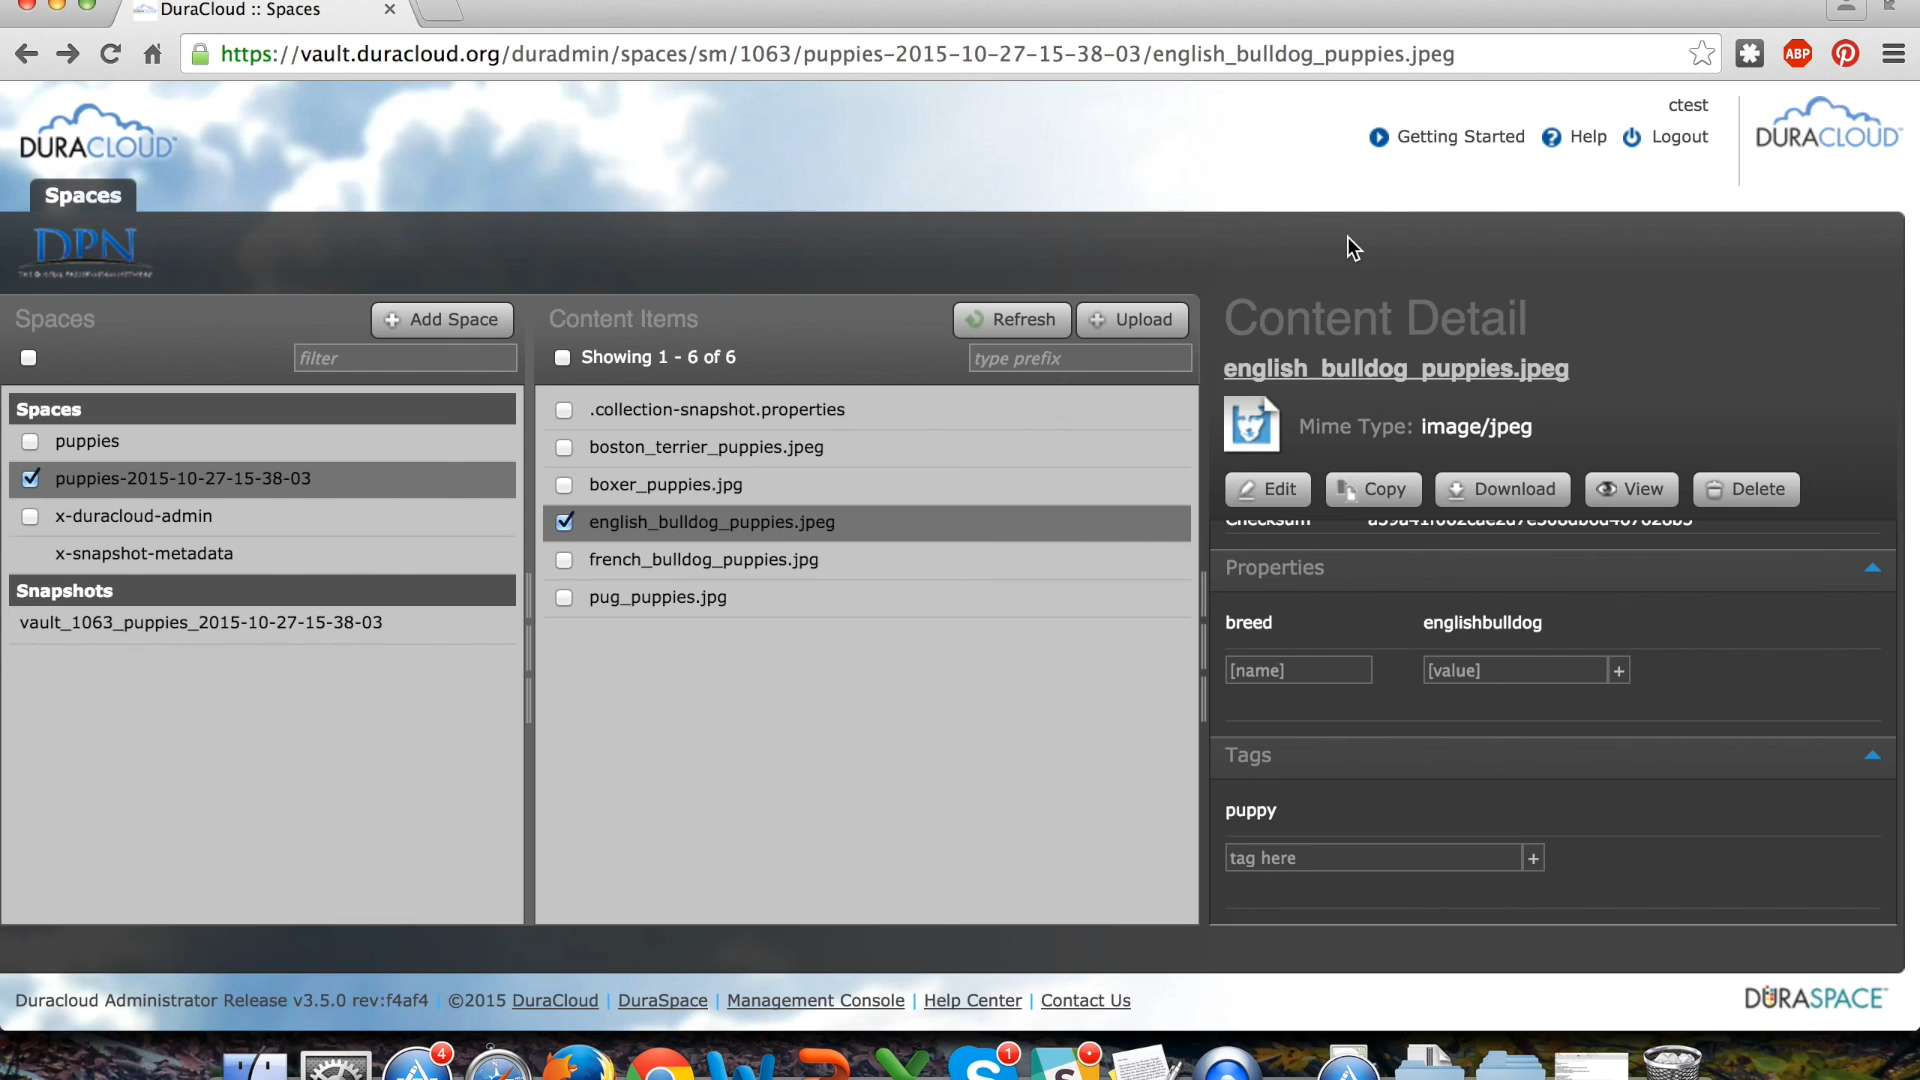 DuraCloud :: Spaces
https://vault.duracloud.org/duradmin/spaces/sm/1063/puppies-2015-10-27-15-38-03/english_bulldog_puppies.jpeg
ABP
DURACLOUD
ctest
Getting Started
Help
Logout
DURACLOUD
Spaces
DPN
Spaces
Add Space
filter
Content Items
Refresh
Upload
Showing 1 - 6 of 6
type prefix
Content Detail
english_bulldog_puppies.jpeg
Mime Type: image/jpeg
Edit
Copy
Download
View
Delete
Spaces
puppies
puppies-2015-10-27-15-38-03
x-duracloud-admin
x-snapshot-metadata
Snapshots
vault_1063_puppies_2015-10-27-15-38-03
.collection-snapshot.properties
boston_terrier_puppies.jpeg
boxer_puppies.jpg
english_bulldog_puppies.jpeg
french_bulldog_puppies.jpg
pug_puppies.jpg
Checksum
Properties
breed englishbulldog
[name] [value] +
Tags
puppy
tag here +
Duracloud Administrator Release v3.5.0 rev:f4af4 | ©2015 DuraCloud | DuraSpace | Management Console | Help Center | Contact Us
DURASPACE
4
1